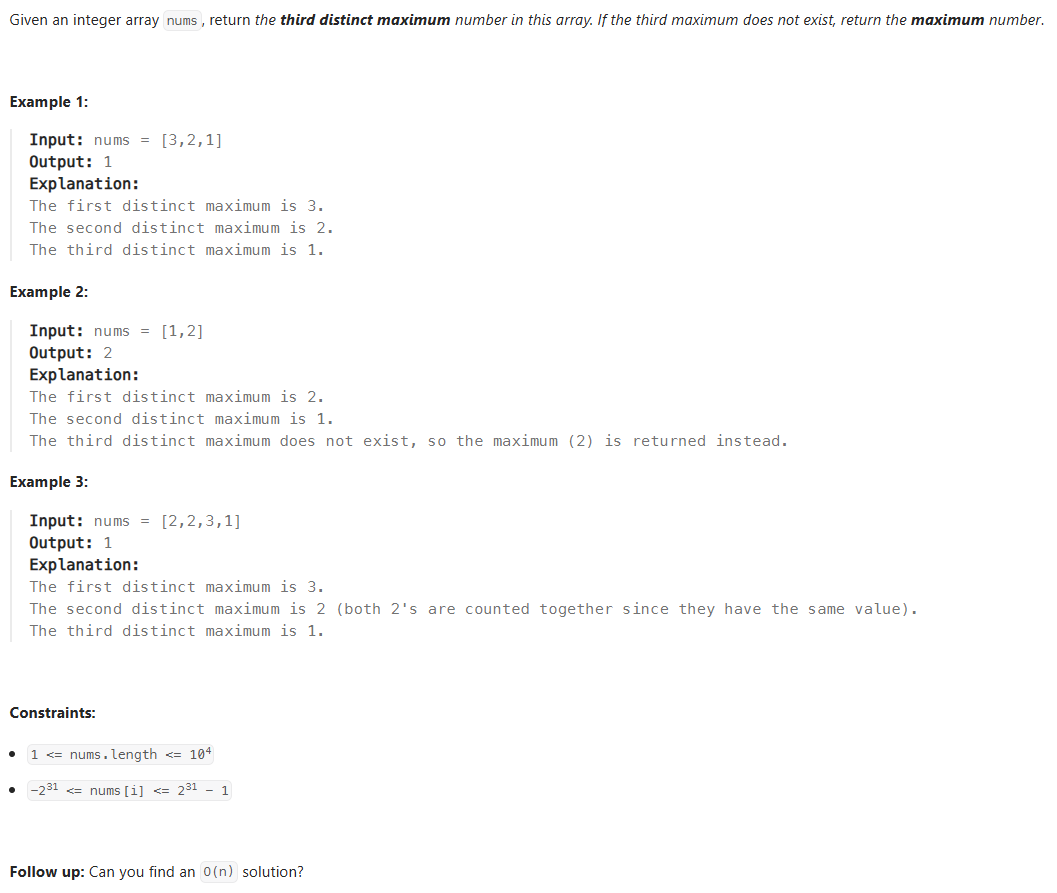 Given an integer array nums, return the third distinct maximum number in this array. If the third maximum does not exist, return the maximum number.
Example 1:
Input: nums = [3,2,1]
Output: 1
Explanation:
The first distinct maximum is 3.
The second distinct maximum is 2.
The third distinct maximum is 1.
Example 2:
Input: nums = [1,2]
Output: 2
Explanation:
The first distinct maximum is 2.
The second distinct maximum is 1.
The third distinct maximum does not exist, so the maximum (2) is returned instead.
Example 3:
Input: nums = [2,2,3,1]
Output: 1
Explanation:
The first distinct maximum is 3.
The second distinct maximum is 2 (both 2's are counted together since they have the same value).
The third distinct maximum is 1.
Constraints:
• 1 <= nums.length <= 10⁴
• -2³¹ <= nums[i] <= 2³¹ - 1
Follow up: Can you find an O(n) solution?